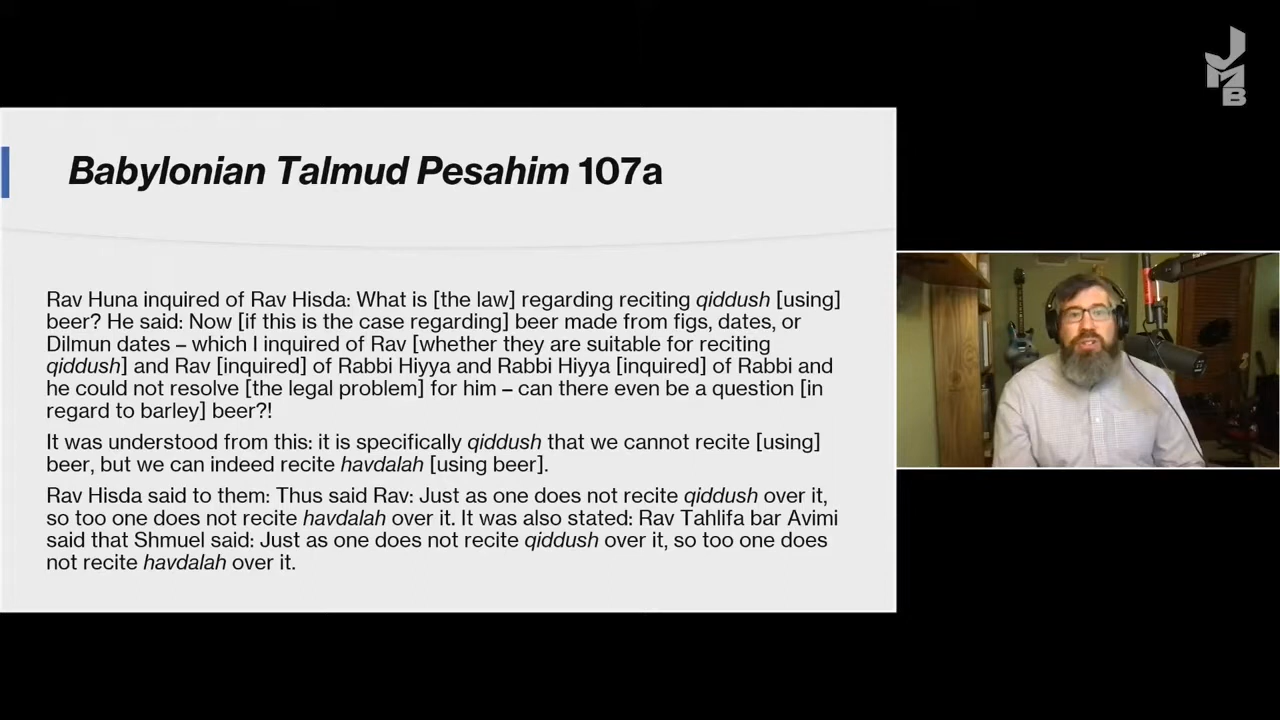 JMB
Babylonian Talmud Pesahim 107a
Rav Huna inquired of Rav Hisda: What is [the law] regarding reciting qiddush [using]
beer? He said: Now [if this is the case regarding] beer made from figs, dates, or
Dilmun dates – which I inquired of Rav [whether they are suitable for reciting
qiddush] and Rav [inquired] of Rabbi Hiyya and Rabbi Hiyya [inquired] of Rabbi and
he could not resolve [the legal problem] for him – can there even be a question [in
regard to barley] beer?!
It was understood from this: it is specifically qiddush that we cannot recite [using]
beer, but we can indeed recite havdalah [using beer].
Rav Hisda said to them: Thus said Rav: Just as one does not recite qiddush over it,
so too one does not recite havdalah over it. It was also stated: Rav Tahlifa bar Avimi
said that Shmuel said: Just as one does not recite qiddush over it, so too one does
not recite havdalah over it.